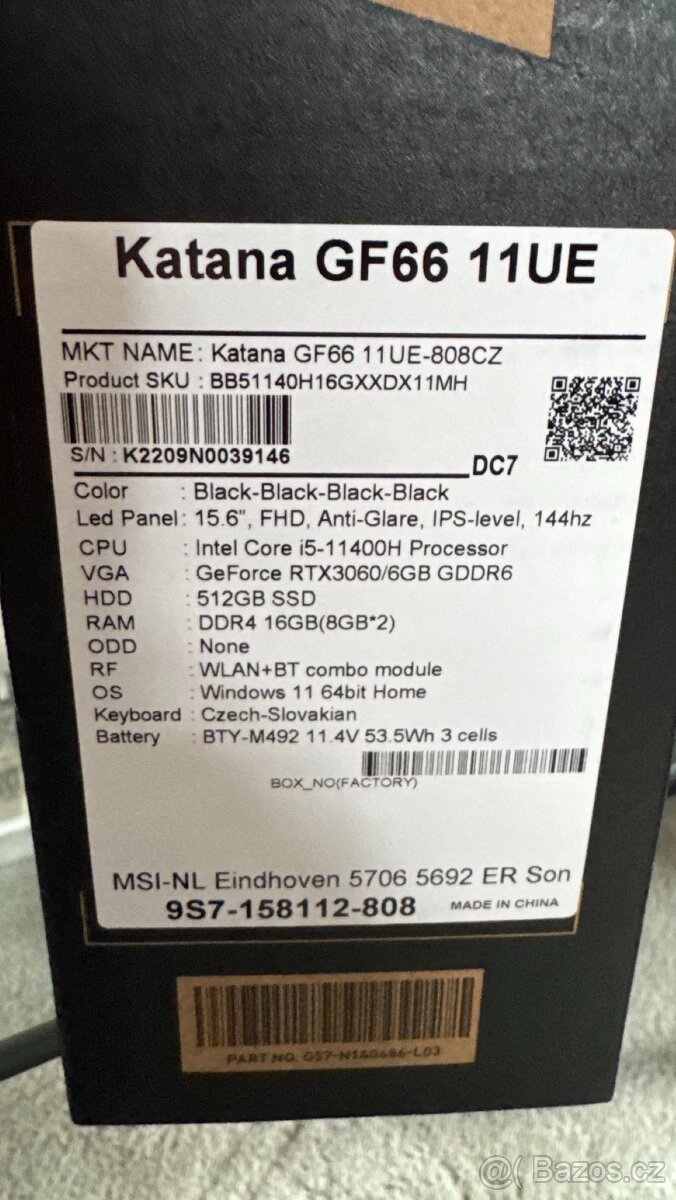 Katana GF66 11UE
MKT NAME: Katana GF66 11UE-808CZ
Product SKU : BB51140H16GXXDX11MH
S/N : K2209N0039146
DC7
Color : Black-Black-Black-Black
Led Panel: 15.6", FHD, Anti-Glare, IPS-level, 144hz
CPU : Intel Core i5-11400H Processor
VGA : GeForce RTX3060/6GB GDDR6
HDD : 512GB SSD
RAM : DDR4 16GB(8GB*2)
ODD : None
RF : WLAN+BT combo module
OS : Windows 11 64bit Home
Keyboard : Czech-Slovakian
Battery : BTY-M492 11.4V 53.5Wh 3 cells
BOX_NO(FACTORY)
MSI-NL Eindhoven 5706 5692 ER Son
9S7-158112-808 MADE IN CHINA
PART NO. G57-N1A0486-L03
@( Bazos.cz